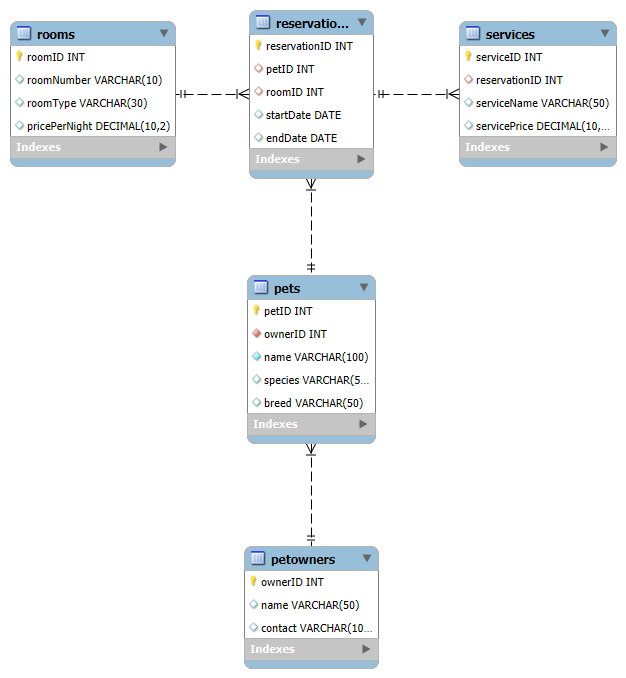 rooms
roomID INT
roomNumber VARCHAR(10)
roomType VARCHAR(30)
pricePerNight DECIMAL(10,2)
Indexes
reservatio...
reservationID INT
petID INT
roomID INT
startDate DATE
endDate DATE
Indexes
services
serviceID INT
reservationID INT
serviceName VARCHAR(50)
servicePrice DECIMAL(10,...
Indexes
pets
petID INT
ownerID INT
name VARCHAR(100)
species VARCHAR(5...
breed VARCHAR(50)
Indexes
petowners
ownerID INT
name VARCHAR(50)
contact VARCHAR(10...
Indexes